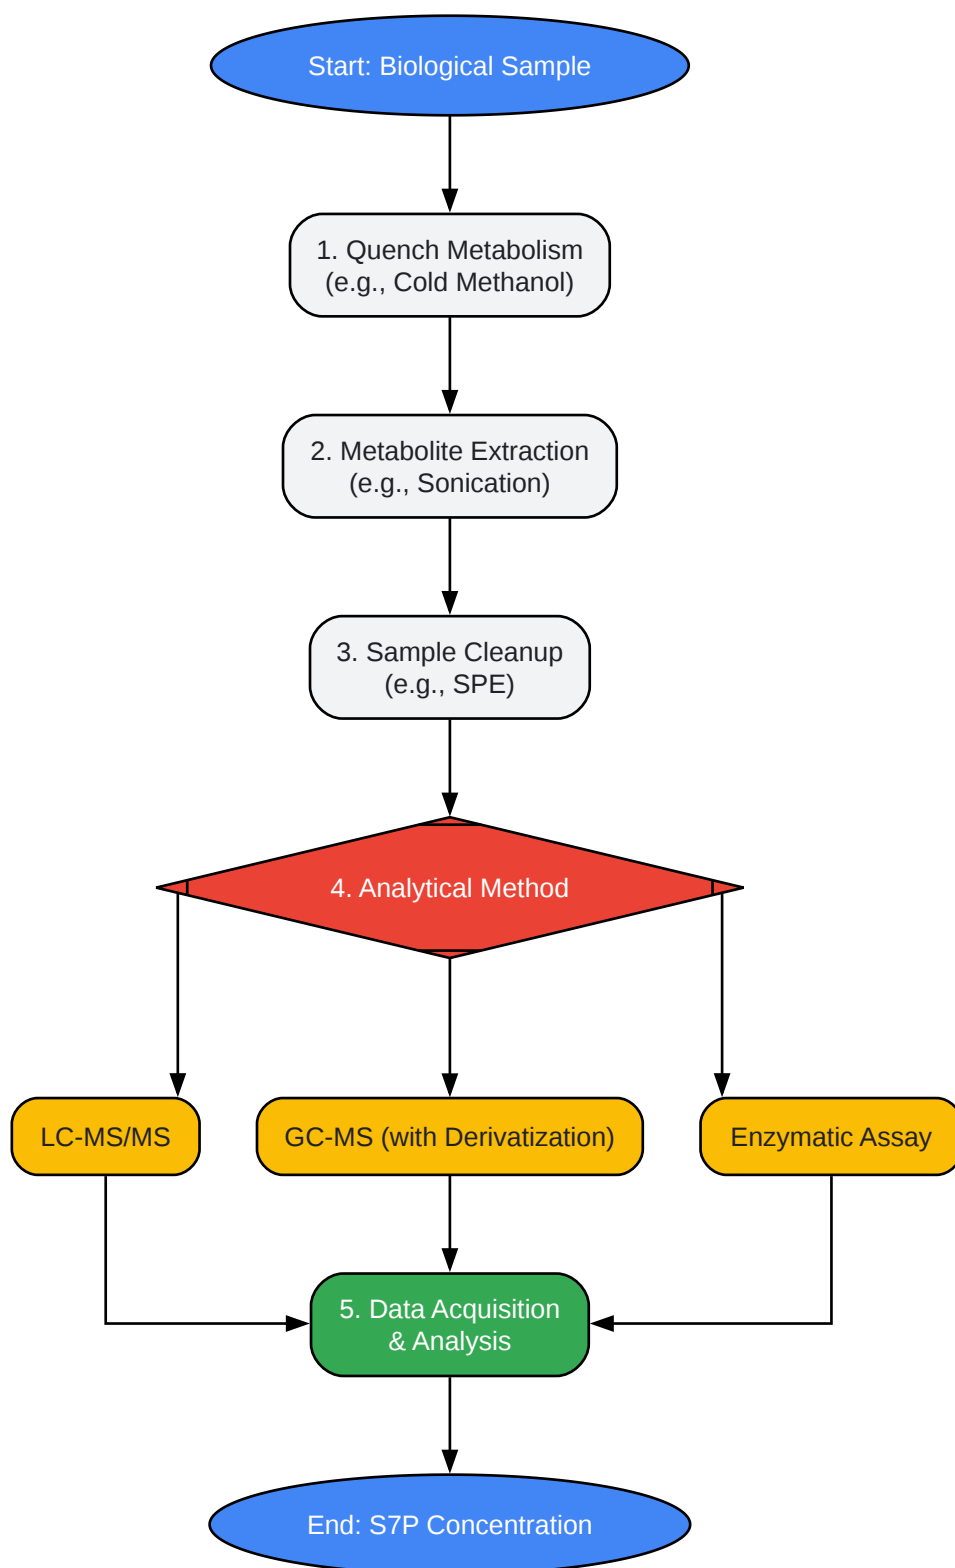 Start: Biological Sample
1. Quench Metabolism
(e.g., Cold Methanol)
2. Metabolite Extraction
(e.g., Sonication)
3. Sample Cleanup
(e.g., SPE)
4. Analytical Method
LC-MS/MS
GC-MS (with Derivatization)
Enzymatic Assay
5. Data Acquisition
& Analysis
End: S7P Concentration